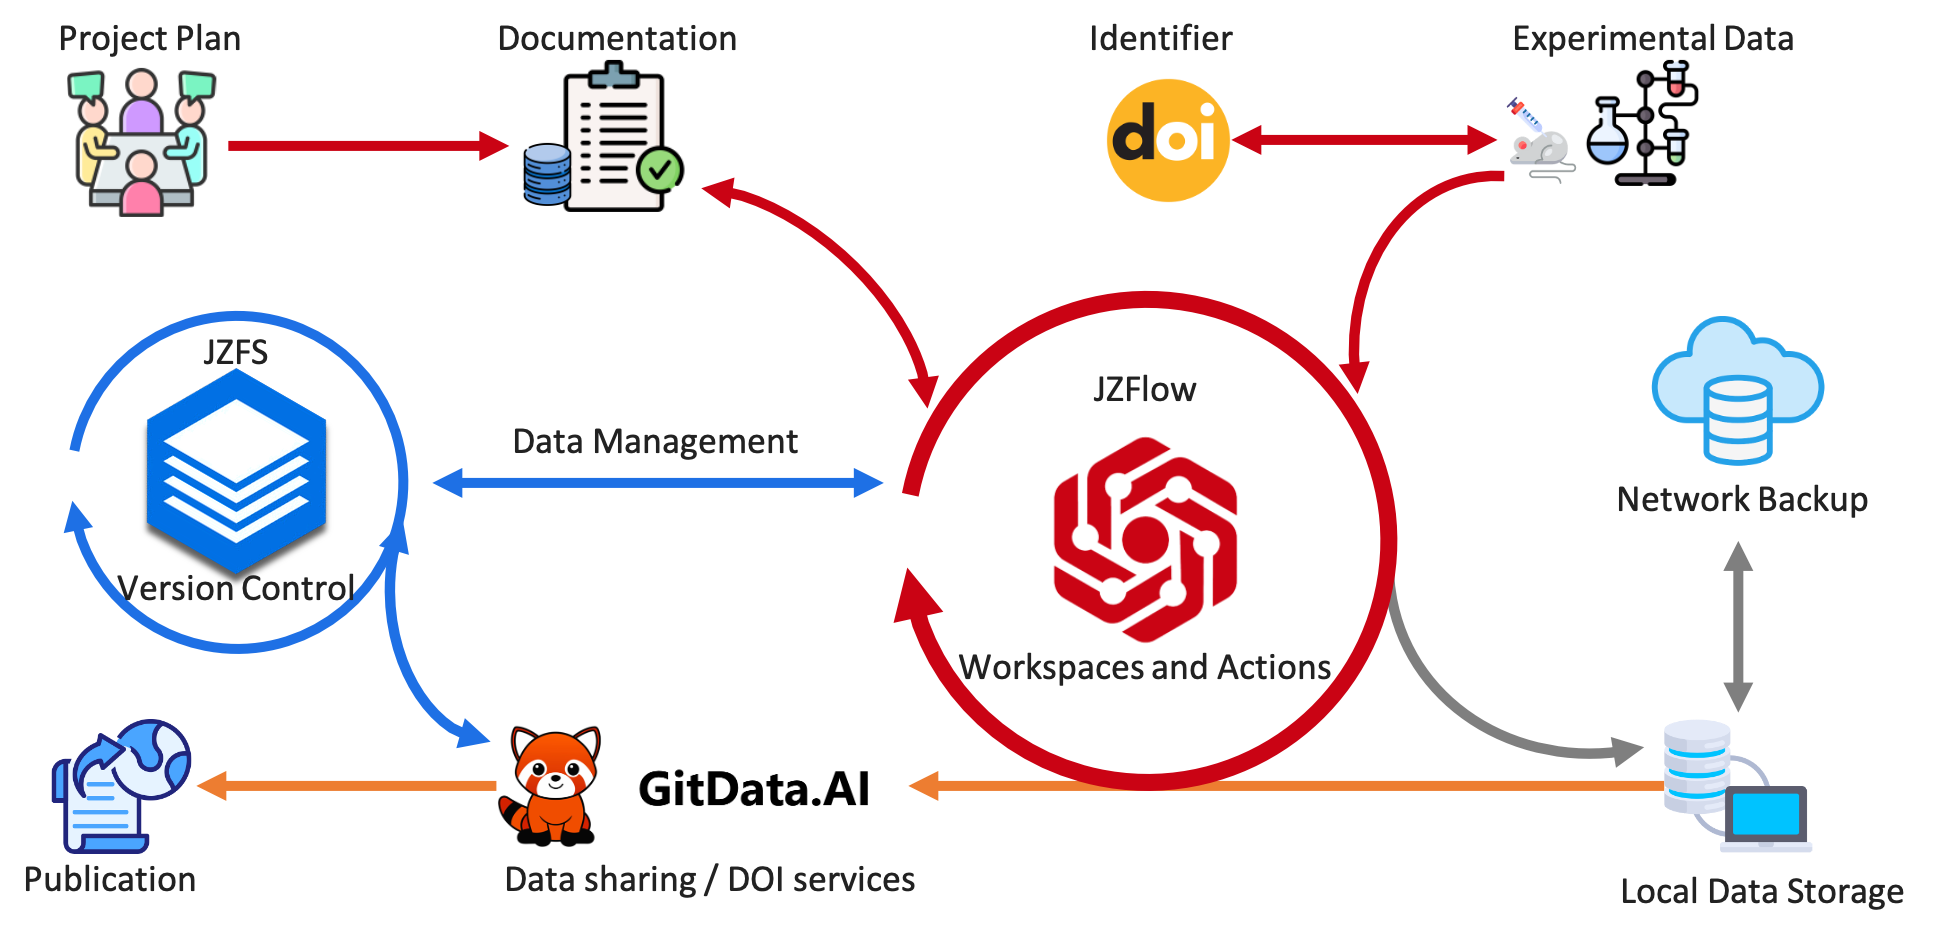 Project Plan
Documentation
Identifier
Experimental Data
doi
JZFS
JZFlow
Data Management
Network Backup
Version Control
Workspaces and Actions
GitData.AI
Publication
Data sharing / DOI services
Local Data Storage